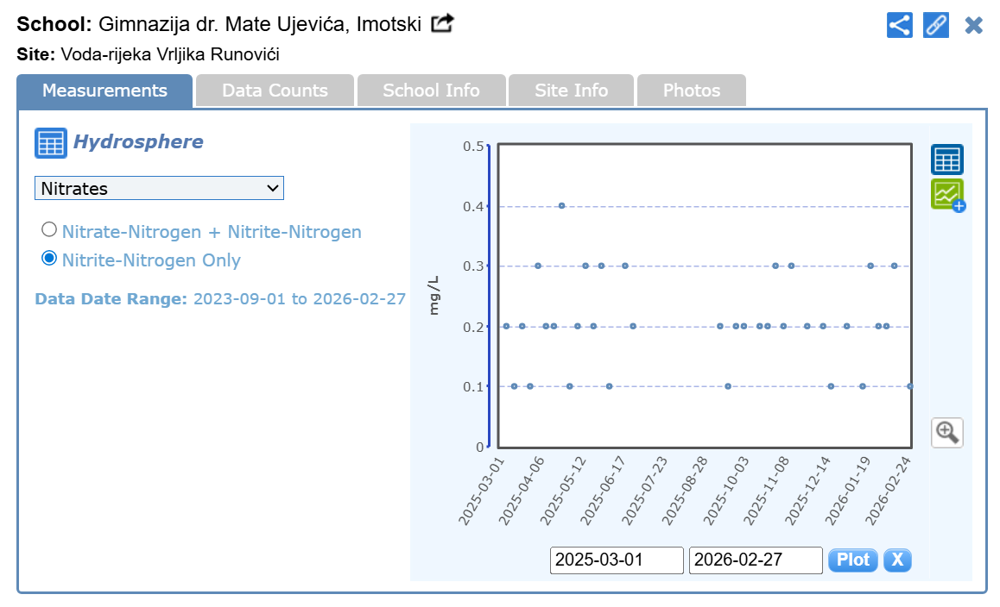 School: Gimnazija dr. Mate Ujevića, Imotski
Site: Voda-rijeka Vrljika Runovići
Measurements Data Counts School Info Site Info Photos
Hydrosphere
Nitrates
Nitrate-Nitrogen + Nitrite-Nitrogen
Nitrite-Nitrogen Only
Data Date Range: 2023-09-01 to 2026-02-27
mg/L
0.5
0.4
0.3
0.2
0.1
0
2025-03-01 2025-04-06 2025-05-12 2025-06-17 2025-07-23 2025-08-28 2025-10-03 2025-11-08 2025-12-14 2026-01-19 2026-02-24
2025-03-01 2026-02-27 Plot X